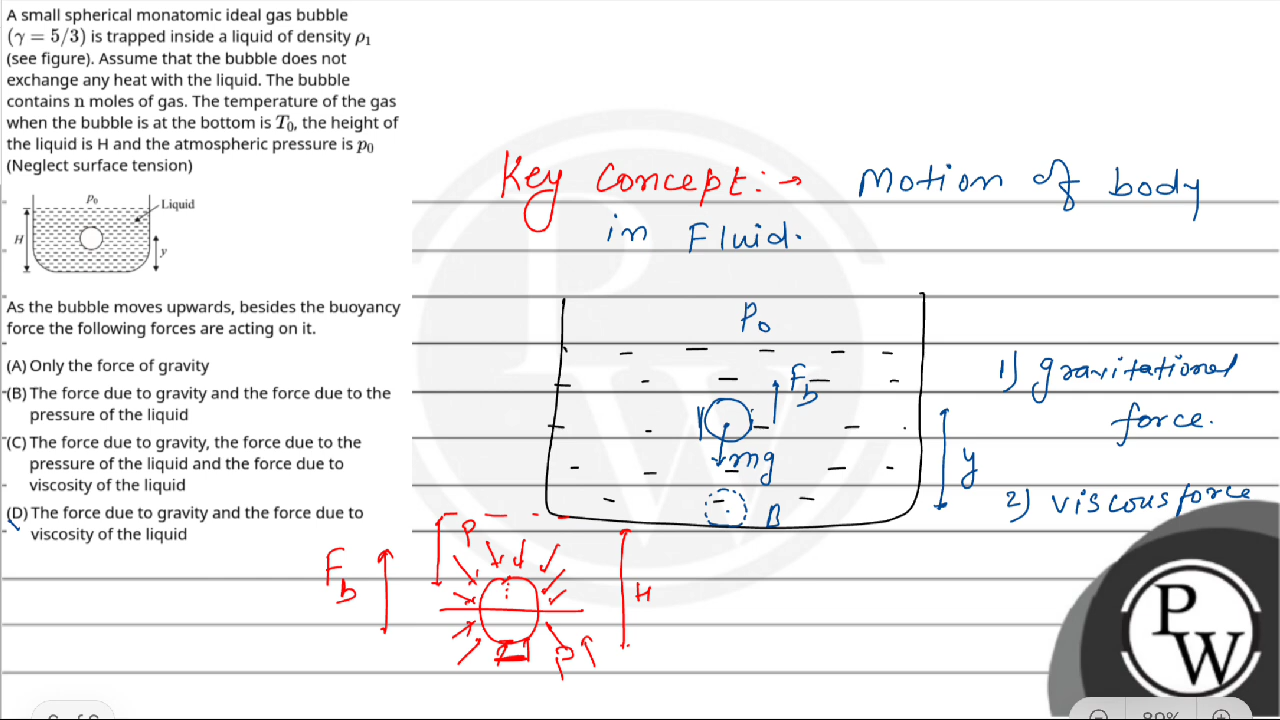 A small spherical monatomic ideal gas bubble
(γ = 5/3) is trapped inside a liquid of density ρ₁
(see figure). Assume that the bubble does not
exchange any heat with the liquid. The bubble
contains n moles of gas. The temperature of the gas
when the bubble is at the bottom is T₀, the height of
the liquid is H and the atmospheric pressure is p₀
(Neglect surface tension)
P₀
Liquid
H
y
As the bubble moves upwards, besides the buoyancy
force the following forces are acting on it.
(A) Only the force of gravity
(B) The force due to gravity and the force due to the
pressure of the liquid
(C) The force due to gravity, the force due to the
pressure of the liquid and the force due to
viscosity of the liquid
(D) The force due to gravity and the force due to
viscosity of the liquid
Key Concept:→ Motion of body
in Fluid.
P₀
F_b
mg
y
B
1) gravitational
force.
2) viscous force
F_b
P
H
P↑
PW
80%